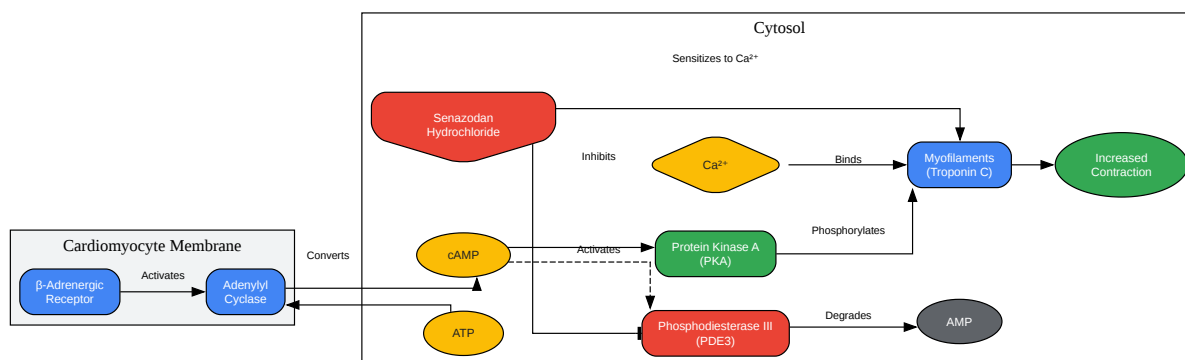 Cytosol
Sensitizes to Ca²⁺
Senazodan
Hydrochloride
Inhibits
Ca²⁺
Binds
Myofilaments
(Troponin C)
Increased
Contraction
Phosphorylates
Cardiomyocyte Membrane
Converts
cAMP
Activates
Protein Kinase A
(PKA)
β-Adrenergic
Receptor
Activates
Adenylyl
Cyclase
ATP
Phosphodiesterase III
(PDE3)
Degrades
AMP